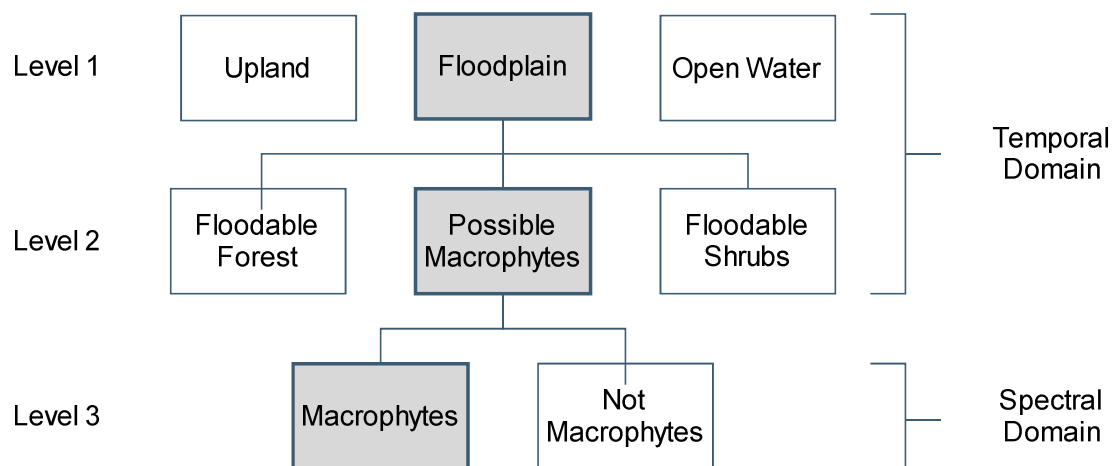 Level 1
Upland
Floodplain
Open Water
Temporal
Domain
Level 2
Floodable
Forest
Possible
Macrophytes
Floodable
Shrubs
Level 3
Macrophytes
Not
Macrophytes
Spectral
Domain